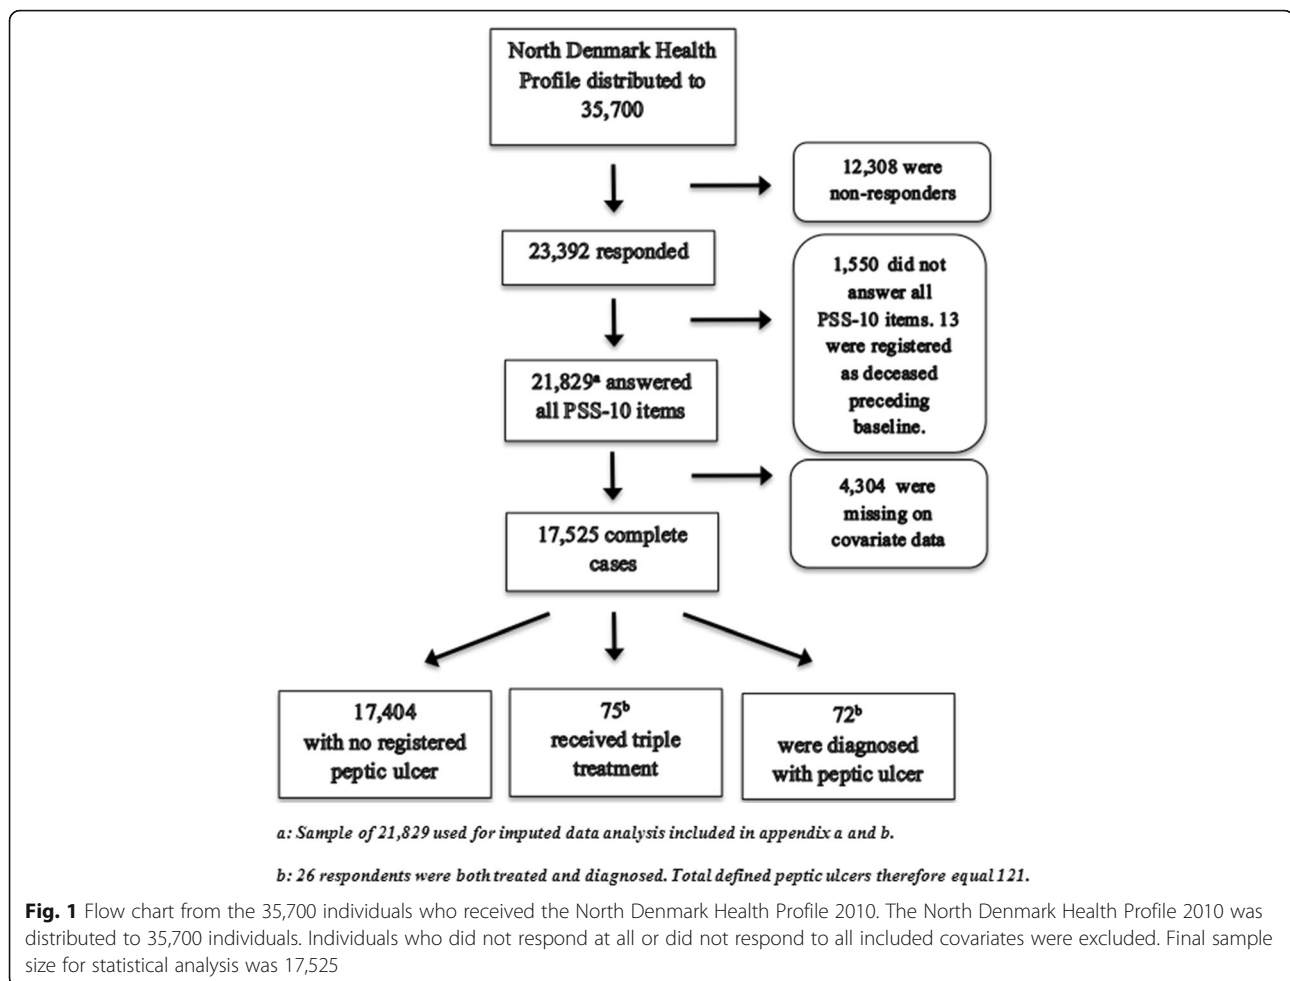 North Denmark Health
Profile distributed to
35,700
12,308 were
non-responders
23,392 responded
1,550 did not
answer all
PSS-10 items. 13
were registered
as deceased
preceding
baseline.
21,829ᵃ answered
all PSS-10 items
4,304 were
missing on
covariate data
17,525 complete
cases
17,404
with no registered
peptic ulcer
75ᵇ
received triple
treatment
72ᵇ
were diagnosed
with peptic ulcer
a: Sample of 21,829 used for imputed data analysis included in appendix a and b.
b: 26 respondents were both treated and diagnosed. Total defined peptic ulcers therefore equal 121.
Fig. 1 Flow chart from the 35,700 individuals who received the North Denmark Health Profile 2010. The North Denmark Health Profile 2010 was
distributed to 35,700 individuals. Individuals who did not respond at all or did not respond to all included covariates were excluded. Final sample
size for statistical analysis was 17,525